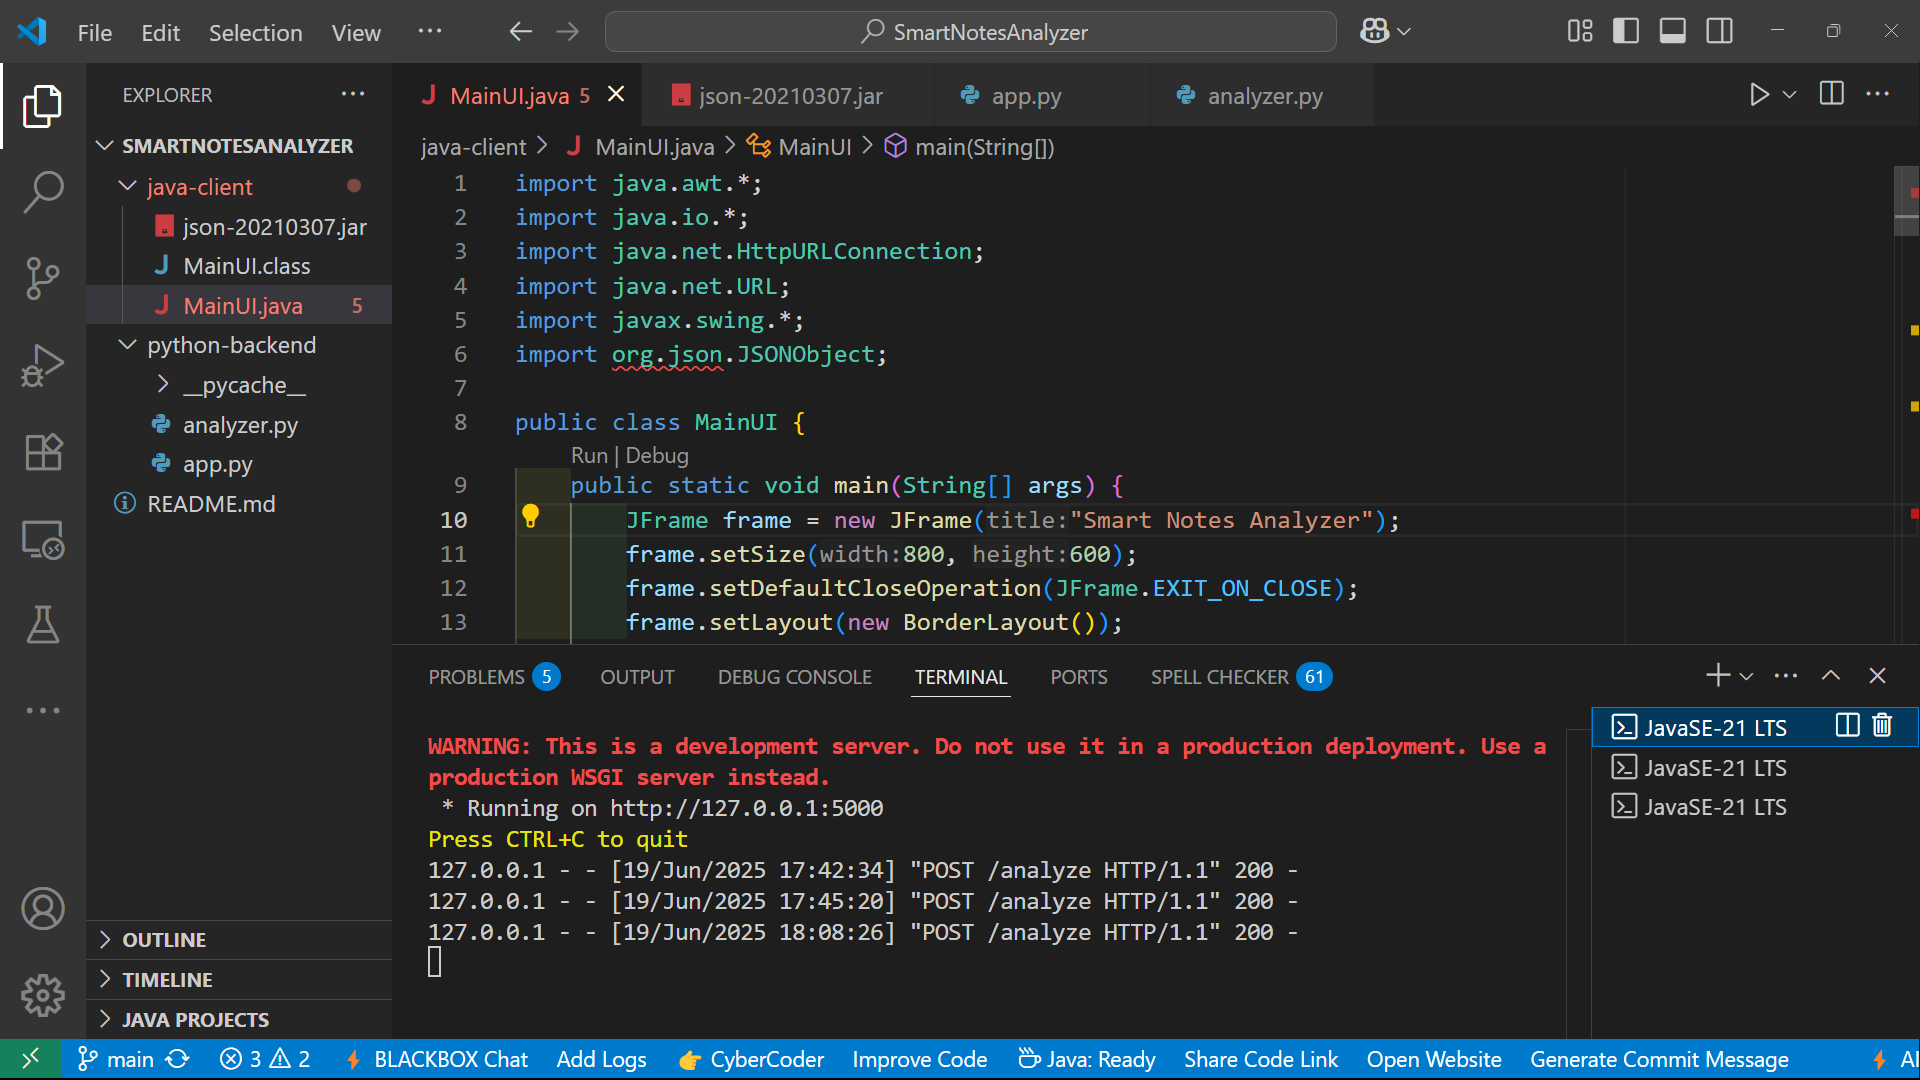 File Edit Selection View ··· SmartNotesAnalyzer
EXPLORER ···
SMARTNOTESANALYZER
java-client
json-20210307.jar
MainUI.class
MainUI.java 5
python-backend
__pycache__
analyzer.py
app.py
README.md
OUTLINE
TIMELINE
JAVA PROJECTS
MainUI.java 5 json-20210307.jar app.py analyzer.py
java-client > MainUI.java > MainUI > main(String[])
1 import java.awt.*;
2 import java.io.*;
3 import java.net.HttpURLConnection;
4 import java.net.URL;
5 import javax.swing.*;
6 import org.json.JSONObject;
7
8 public class MainUI {
Run | Debug
9 public static void main(String[] args) {
10 JFrame frame = new JFrame(title:"Smart Notes Analyzer");
11 frame.setSize(width:800, height:600);
12 frame.setDefaultCloseOperation(JFrame.EXIT_ON_CLOSE);
13 frame.setLayout(new BorderLayout());
PROBLEMS 5 OUTPUT DEBUG CONSOLE TERMINAL PORTS SPELL CHECKER 61
WARNING: This is a development server. Do not use it in a production deployment. Use a
production WSGI server instead.
* Running on http://127.0.0.1:5000
Press CTRL+C to quit
127.0.0.1 - - [19/Jun/2025 17:42:34] "POST /analyze HTTP/1.1" 200 -
127.0.0.1 - - [19/Jun/2025 17:45:20] "POST /analyze HTTP/1.1" 200 -
127.0.0.1 - - [19/Jun/2025 18:08:26] "POST /analyze HTTP/1.1" 200 -
JavaSE-21 LTS
JavaSE-21 LTS
JavaSE-21 LTS
main 3 2 BLACKBOX Chat Add Logs CyberCoder Improve Code Java: Ready Share Code Link Open Website Generate Commit Message AI